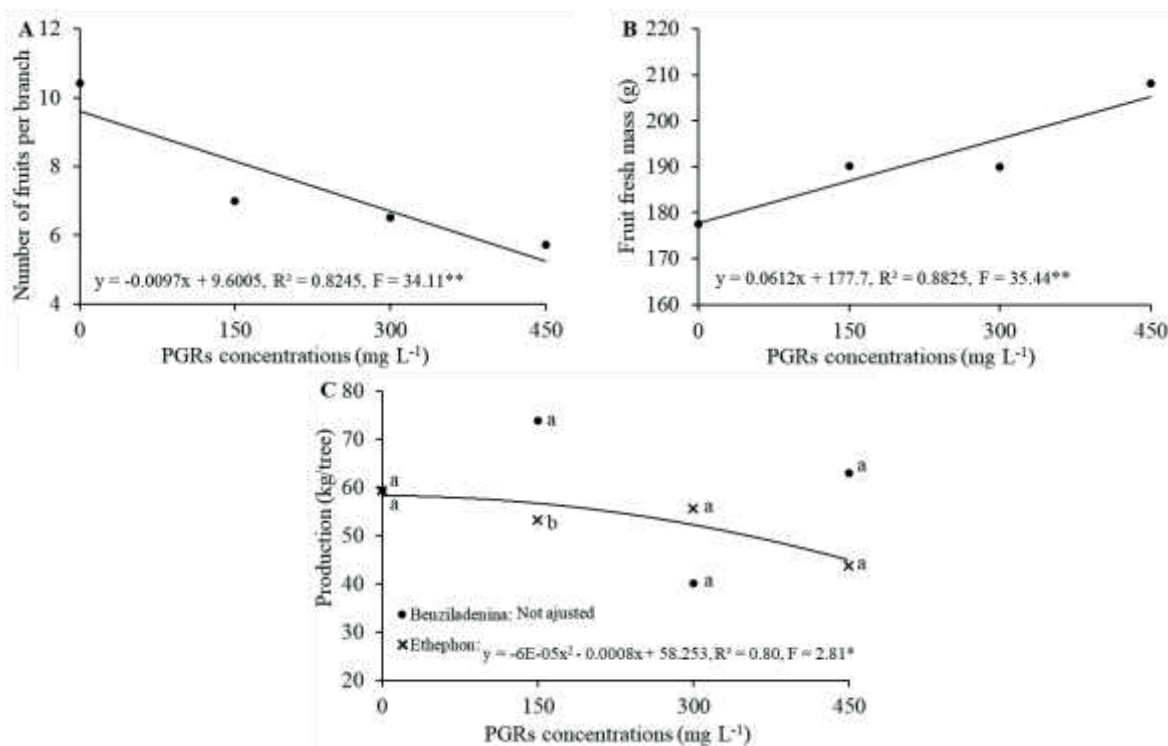 A
Number of fruits per branch
12
10
8
6
4
y = -0.0097x + 9.6005, R² = 0.8245, F = 34.11**
0 150 300 450
PGRs concentrations (mg L⁻¹)
B
Fruit fresh mass (g)
220
210
200
190
180
170
160
y = 0.0612x + 177.7, R² = 0.8825, F = 35.44**
0 150 300 450
PGRs concentrations (mg L⁻¹)
C
Production (kg/tree)
80
70
60
50
40
30
20
a
a
a
b
a
a
a
a
Benziladenina: Not ajusted
Ethephon: y = -6E-05x² - 0.0008x + 58.253, R² = 0.80, F = 2.81*
0 150 300 450
PGRs concentrations (mg L⁻¹)